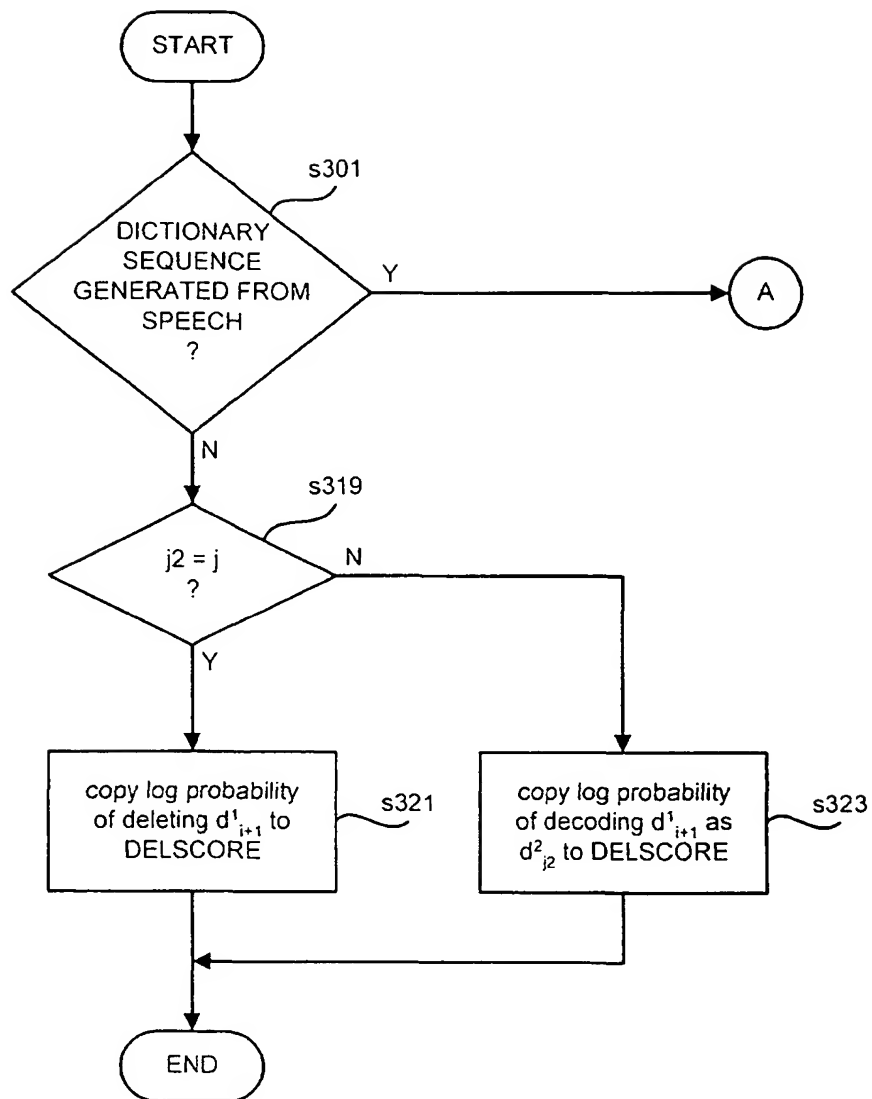 START
s301
DICTIONARY
SEQUENCE
GENERATED FROM
SPEECH
?
Y
A
N
s319
j2 = j
?
N
Y
copy log probability
of deleting d¹ᵢ₊₁ to
DELSCORE
s321
copy log probability
of decoding d¹ᵢ₊₁ as
d²ⱼ₂ to DELSCORE
s323
END